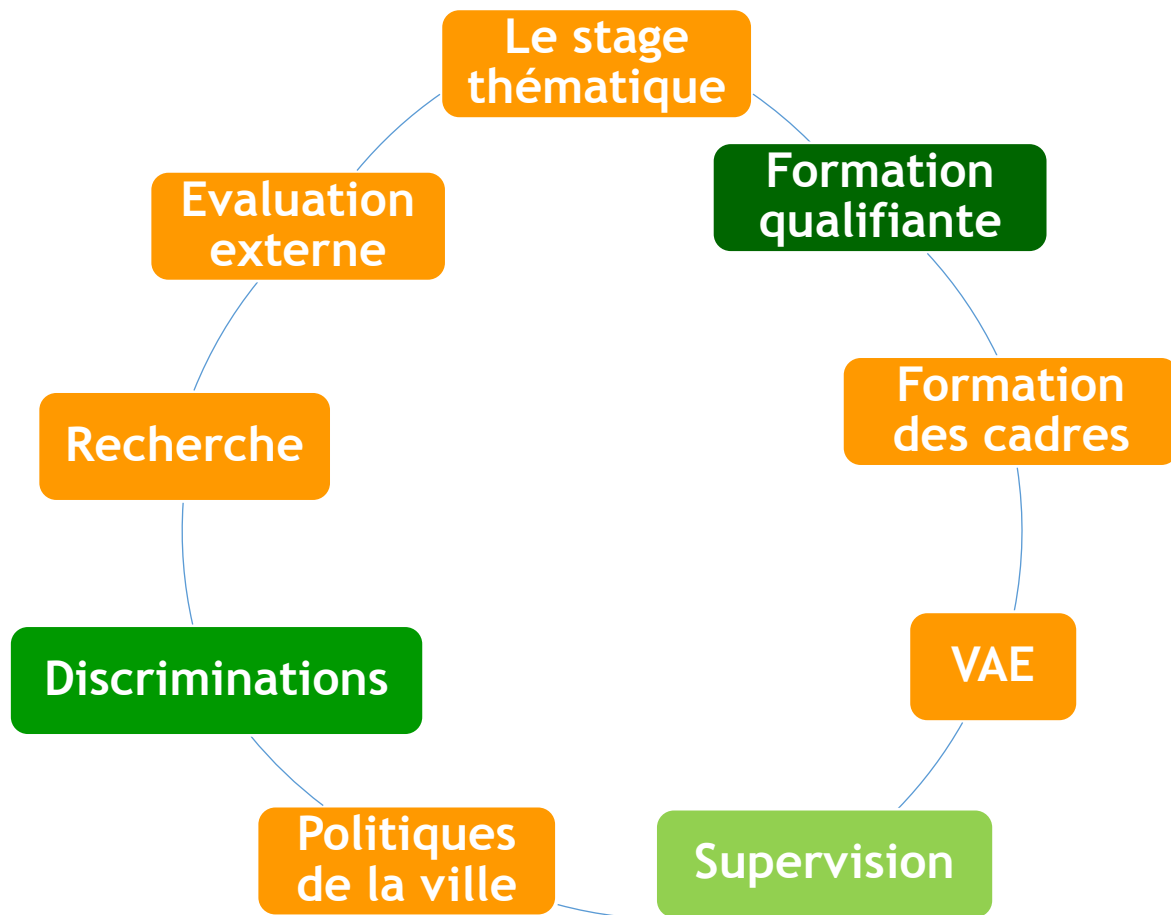 Le stage
thématique
Formation
qualifiante
Formation
des cadres
VAE
Supervision
Politiques
de la ville
Discriminations
Recherche
Evaluation
externe